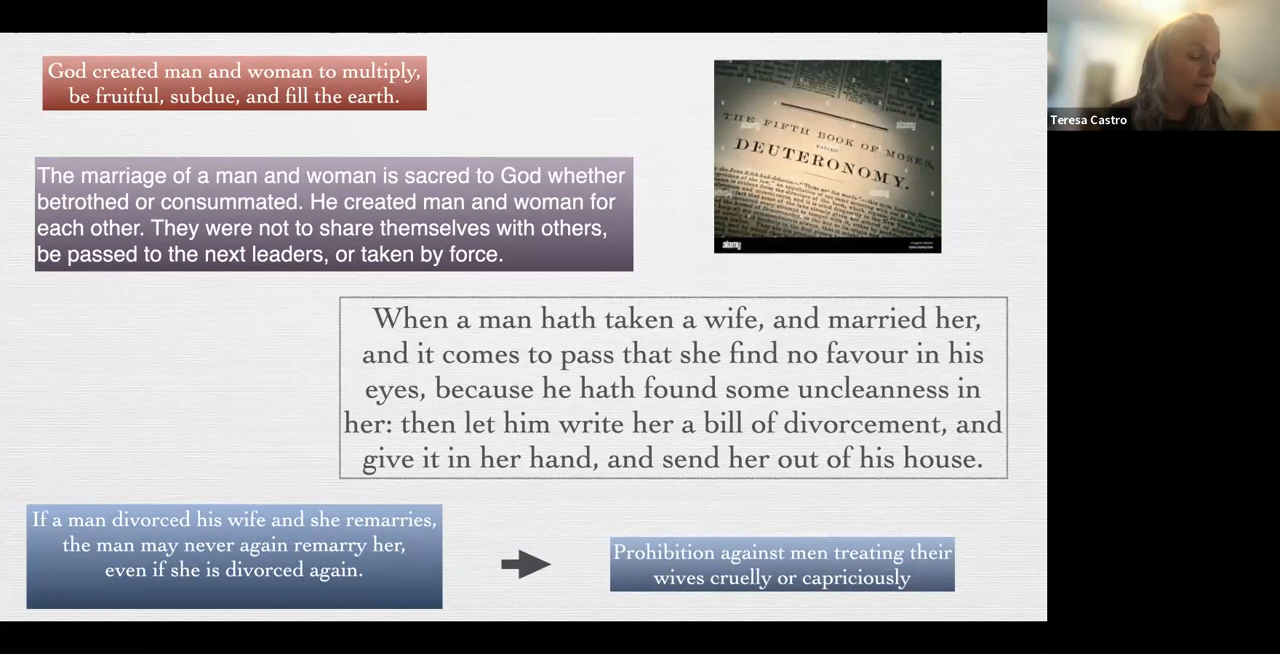 God created man and woman to multiply,
be fruitful, subdue, and fill the earth.
The marriage of a man and woman is sacred to God whether
betrothed or consummated. He created man and woman for
each other. They were not to share themselves with others,
be passed to the next leaders, or taken by force.
THE FIFTH BOOK OF MOSES,
CALLED
DEUTERONOMY.
alamy
alamy
alamy
When a man hath taken a wife, and married her,
and it comes to pass that she find no favour in his
eyes, because he hath found some uncleanness in
her: then let him write her a bill of divorcement, and
give it in her hand, and send her out of his house.
If a man divorced his wife and she remarries,
the man may never again remarry her,
even if she is divorced again.
Prohibition against men treating their
wives cruelly or capriciously
Teresa Castro